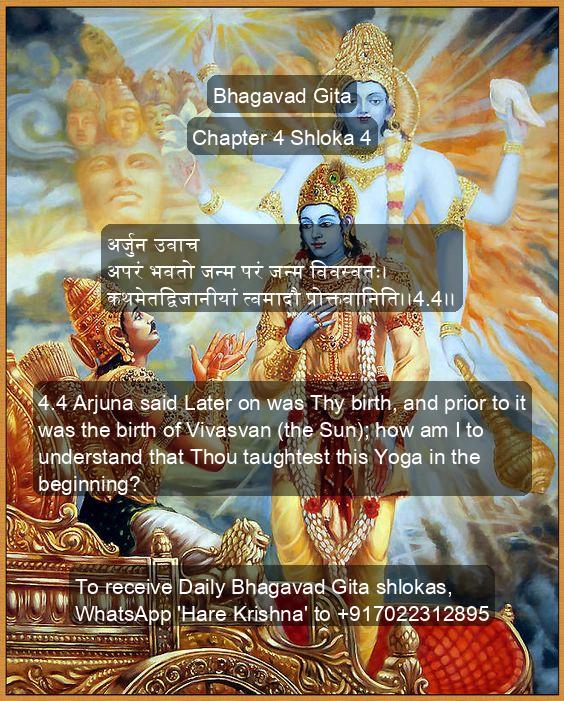 Bhagavad Gita
Chapter 4 Shloka 4
अर्जुन उवाच
अपरं भवतो जन्म परं जन्म विवस्वतः।
कथमेतद्विजानीयां त्वमादौ प्रोक्तवानिति।।4.4।।
4.4 Arjuna said Later on was Thy birth, and prior to it
was the birth of Vivasvan (the Sun); how am I to
understand that Thou taughtest this Yoga in the
beginning?
To receive Daily Bhagavad Gita shlokas,
WhatsApp 'Hare Krishna' to +917022312895